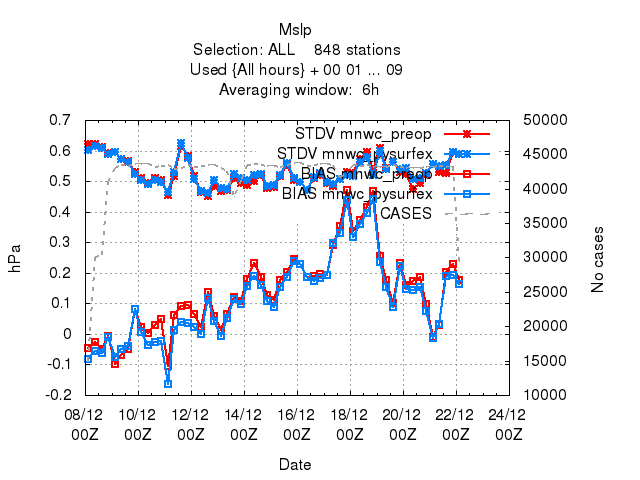 Mslp
Selection: ALL    848 stations
Used {All hours} + 00 01 ... 09
Averaging window:  6h
0.7
0.6
0.5
0.4
0.3
0.2
0.1
0
-0.1
-0.2
hPa
50000
45000
40000
35000
30000
25000
20000
15000
10000
No cases
STDV mnwc_preop
STDV mnwc_pysurfex
BIAS mnwc_preop
BIAS mnwc_pysurfex
CASES
08/12 10/12 12/12 14/12 16/12 18/12 20/12 22/12 24/12
00Z 00Z 00Z 00Z 00Z 00Z 00Z 00Z 00Z
Date